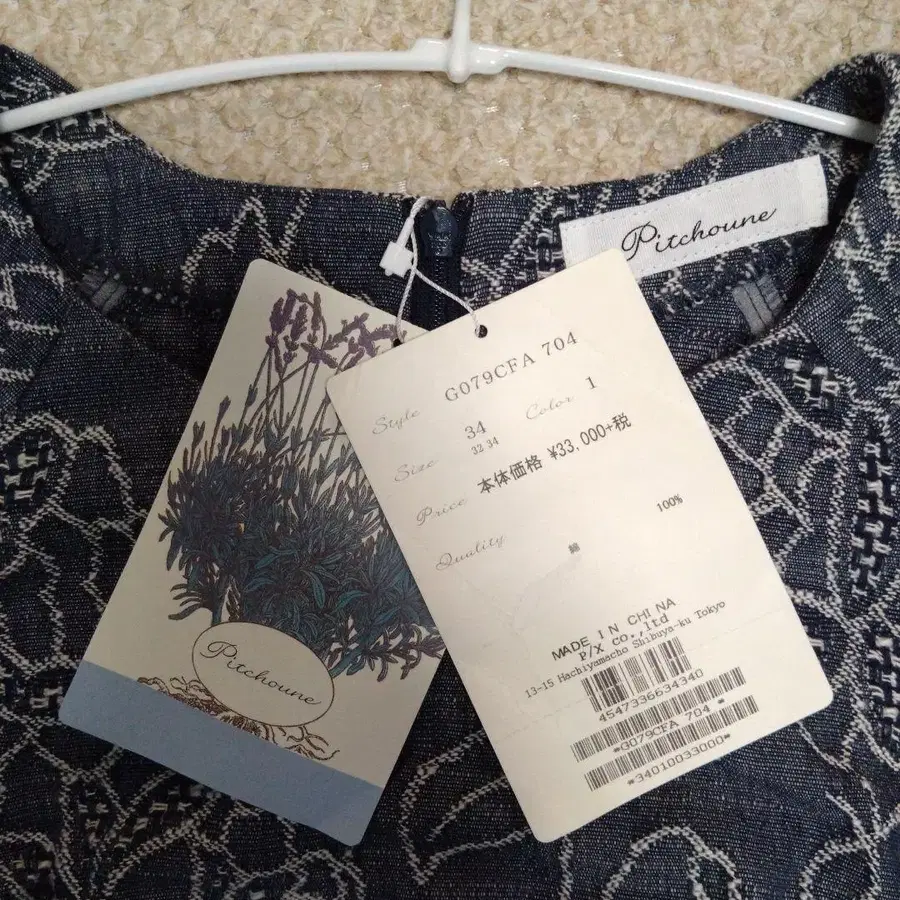 Pitchoune
Pitchoune
Style G079CFA 704
Size 34 Color 1
32 34
Price 本体価格 ¥33,000+税
Quality
綿 100%
MADE IN CHINA
P/X co.,ltd
13-15 Hachiyamacho Shibuya-ku Tokyo
4547336634340
*G079CFA 704 *
*34010033000*